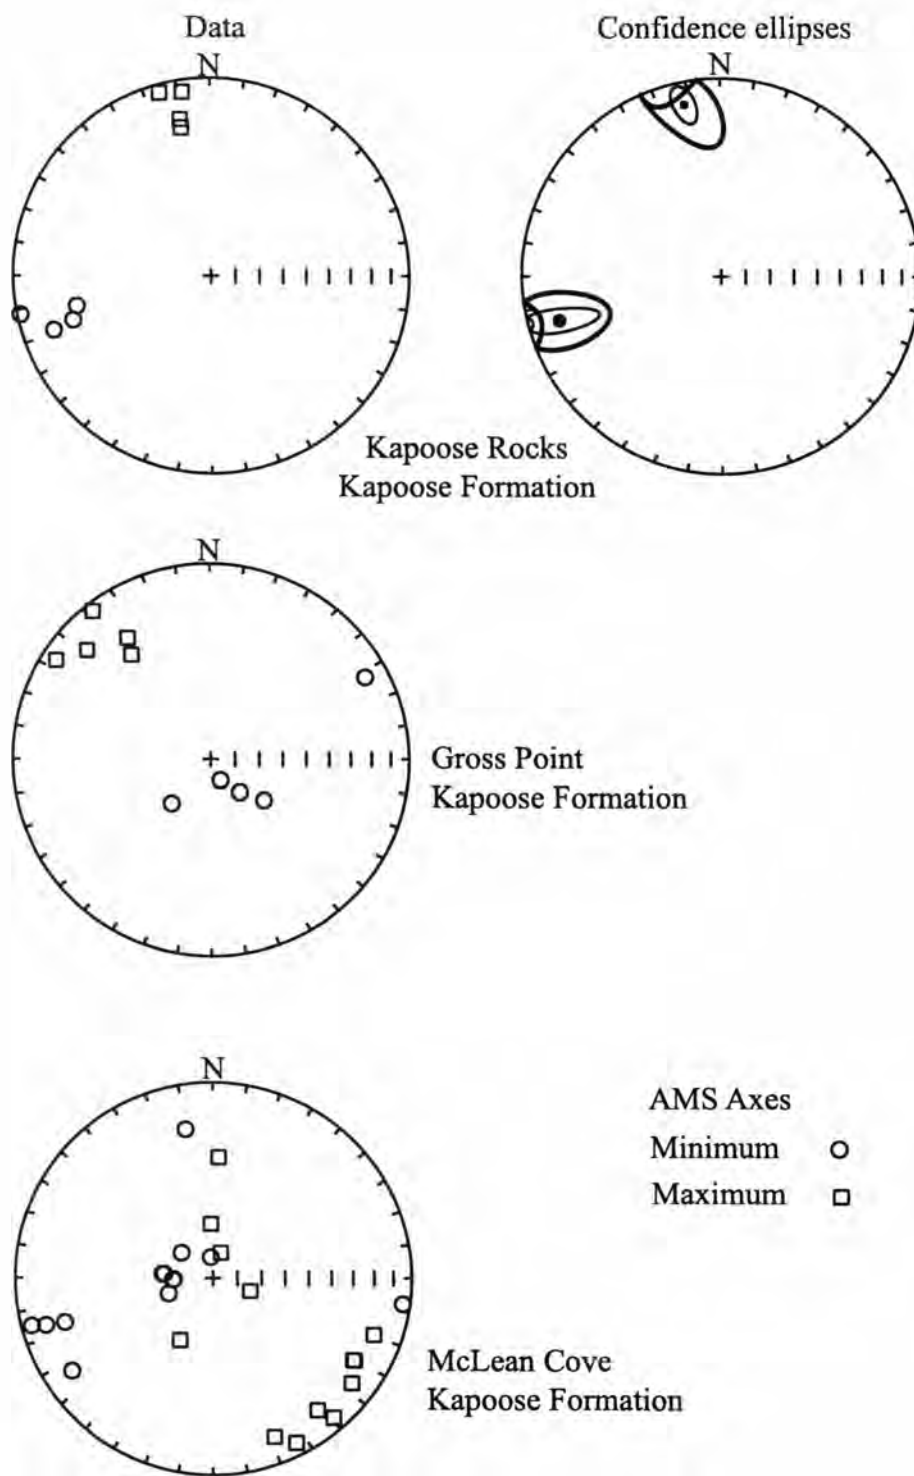 Data
Confidence ellipses
N
N
Kapoose Rocks
Kapoose Formation
N
Gross Point
Kapoose Formation
N
AMS Axes
Minimum
Maximum
McLean Cove
Kapoose Formation